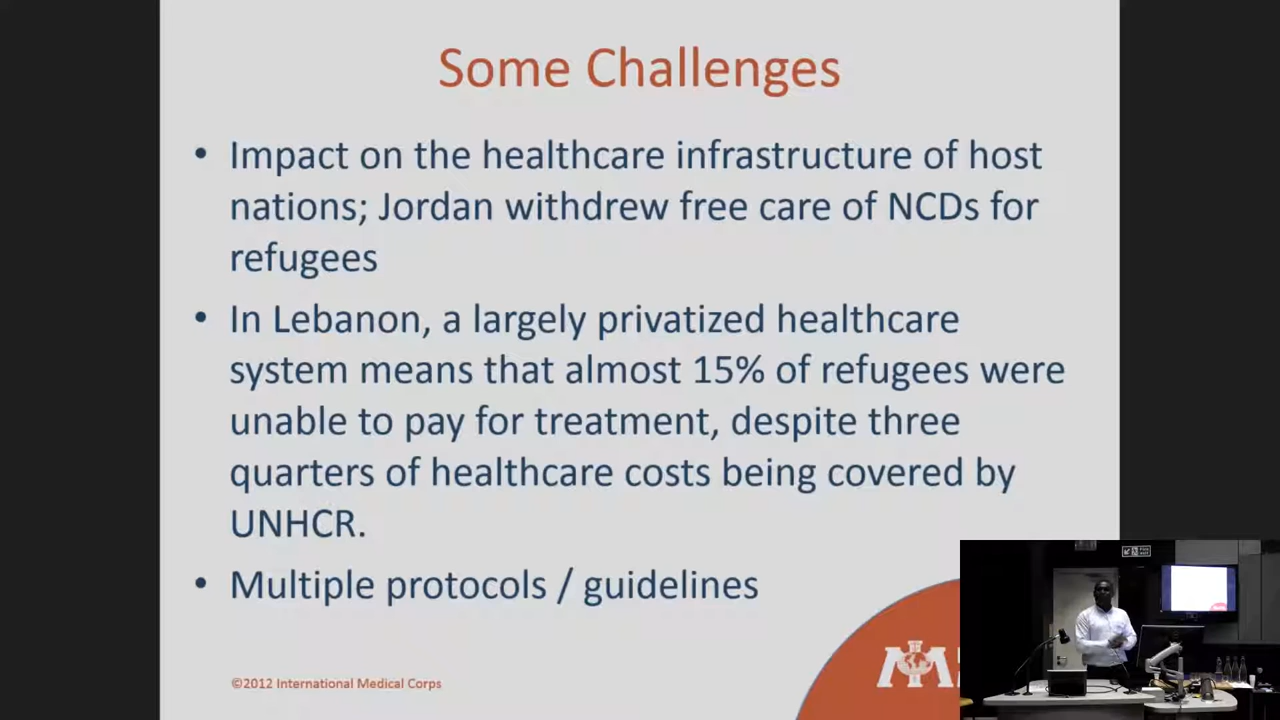 Some Challenges
• Impact on the healthcare infrastructure of host
nations; Jordan withdrew free care of NCDs for
refugees
• In Lebanon, a largely privatized healthcare
system means that almost 15% of refugees were
unable to pay for treatment, despite three
quarters of healthcare costs being covered by
UNHCR.
• Multiple protocols / guidelines
©2012 International Medical Corps